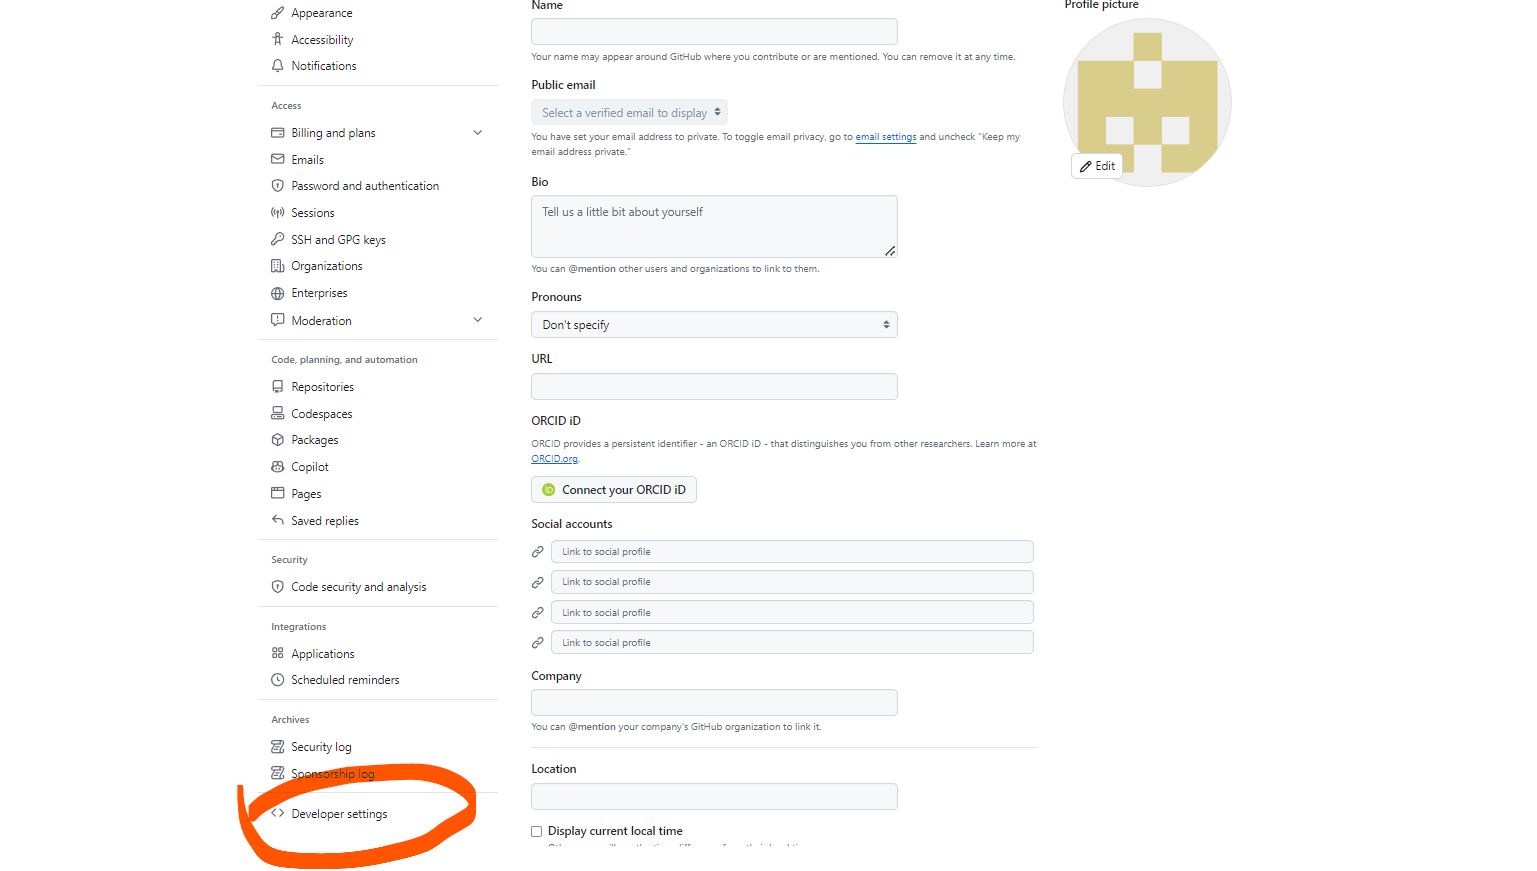 Appearance
Accessibility
Notifications
Access
Billing and plans
Emails
Password and authentication
Sessions
SSH and GPG keys
Organizations
Enterprises
Moderation
Code, planning, and automation
Repositories
Codespaces
Packages
Copilot
Pages
Saved replies
Security
Code security and analysis
Integrations
Applications
Scheduled reminders
Archives
Security log
Sponsorship log
Developer settings
Name
Your name may appear around GitHub where you contribute or are mentioned. You can remove it at any time.
Public email
Select a verified email to display
You have set your email address to private. To toggle email privacy, go to email settings and uncheck "Keep my
email address private."
Bio
Tell us a little bit about yourself
You can @mention other users and organizations to link to them.
Pronouns
Don't specify
URL
ORCID iD
ORCID provides a persistent identifier - an ORCID iD - that distinguishes you from other researchers. Learn more at
ORCID.org.
iD Connect your ORCID iD
Social accounts
Link to social profile
Link to social profile
Link to social profile
Link to social profile
Company
You can @mention your company's GitHub organization to link it.
Location
Display current local time
Profile picture
Edit